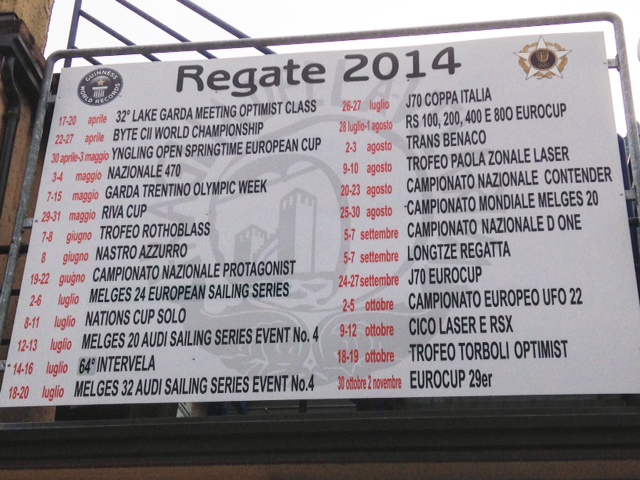 GUINNESS WORLD RECORDS
Regate 2014
17-20 aprile 32º LAKE GARDA MEETING OPTIMIST CLASS
22-27 aprile BYTE CII WORLD CHAMPIONSHIP
30 aprile-3 maggio YNGLING OPEN SPRINGTIME EUROPEAN CUP
3-4 maggio NAZIONALE 470
7-15 maggio GARDA TRENTINO OLYMPIC WEEK
29-31 maggio RIVA CUP
7-8 giugno TROFEO ROTHOBLASS
8 giugno NASTRO AZZURRO
19-22 giugno CAMPIONATO NAZIONALE PROTAGONIST
2-6 luglio MELGES 24 EUROPEAN SAILING SERIES
8-11 luglio NATIONS CUP SOLO
12-13 luglio MELGES 20 AUDI SAILING SERIES EVENT No. 4
14-16 luglio 64º INTERVELA
18-20 luglio MELGES 32 AUDI SAILING SERIES EVENT No.4
26-27 luglio J70 COPPA ITALIA
28 luglio-1 agosto RS 100, 200, 400 E 800 EUROCUP
2-3 agosto TRANS BENACO
9-10 agosto TROFEO PAOLA ZONALE LASER
20-23 agosto CAMPIONATO NAZIONALE CONTENDER
25-30 agosto CAMPIONATO MONDIALE MELGES 20
5-7 settembre CAMPIONATO NAZIONALE D ONE
5-7 settembre LONGTZE REGATTA
24-27 settembre J70 EUROCUP
2-5 ottobre CAMPIONATO EUROPEO UFO 22
9-12 ottobre CICO LASER E RSX
18-19 ottobre TROFEO TORBOLI OPTIMIST
30 ottobre 2 novembre EUROCUP 29er